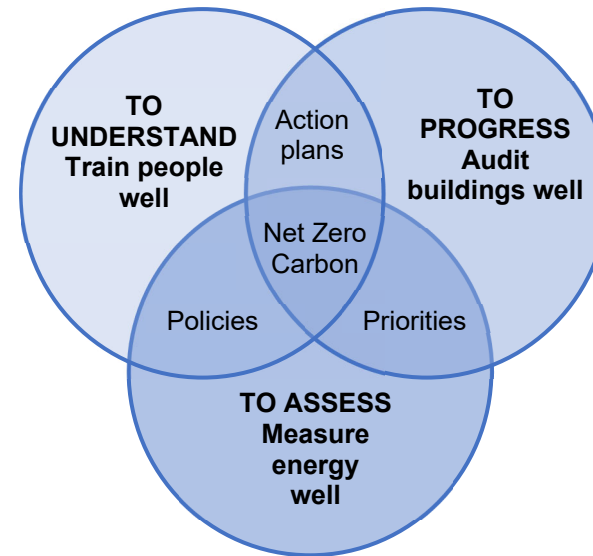 TO
UNDERSTAND
Train people
well
Action
plans
TO
PROGRESS
Audit
buildings well
Net Zero
Carbon
Policies
Priorities
TO ASSESS
Measure
energy
well